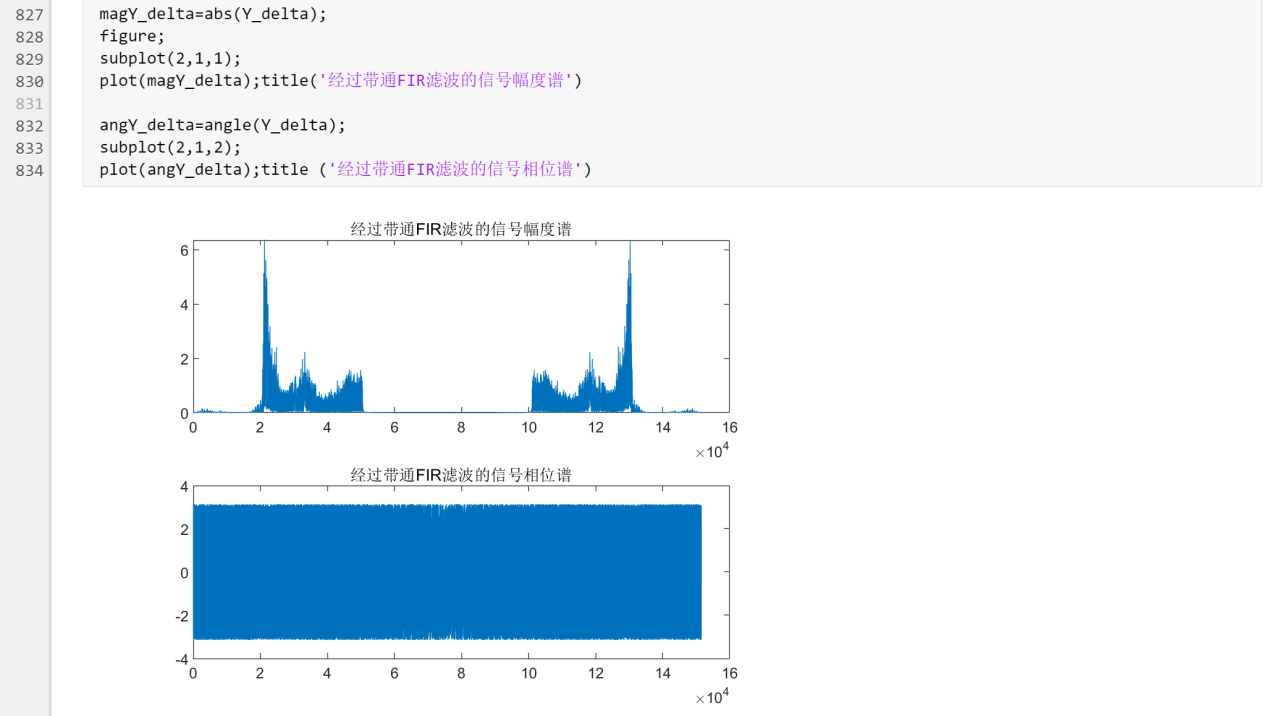 827 magY_delta=abs(Y_delta);
828 figure;
829 subplot(2,1,1);
830 plot(magY_delta);title('经过带通FIR滤波的信号幅度谱')
831
832 angY_delta=angle(Y_delta);
833 subplot(2,1,2);
834 plot(angY_delta);title ('经过带通FIR滤波的信号相位谱')
经过带通FIR滤波的信号幅度谱
6
4
2
0
0 2 4 6 8 10 12 14 16
×10^4
经过带通FIR滤波的信号相位谱
4
2
0
-2
-4
0 2 4 6 8 10 12 14 16
×10^4